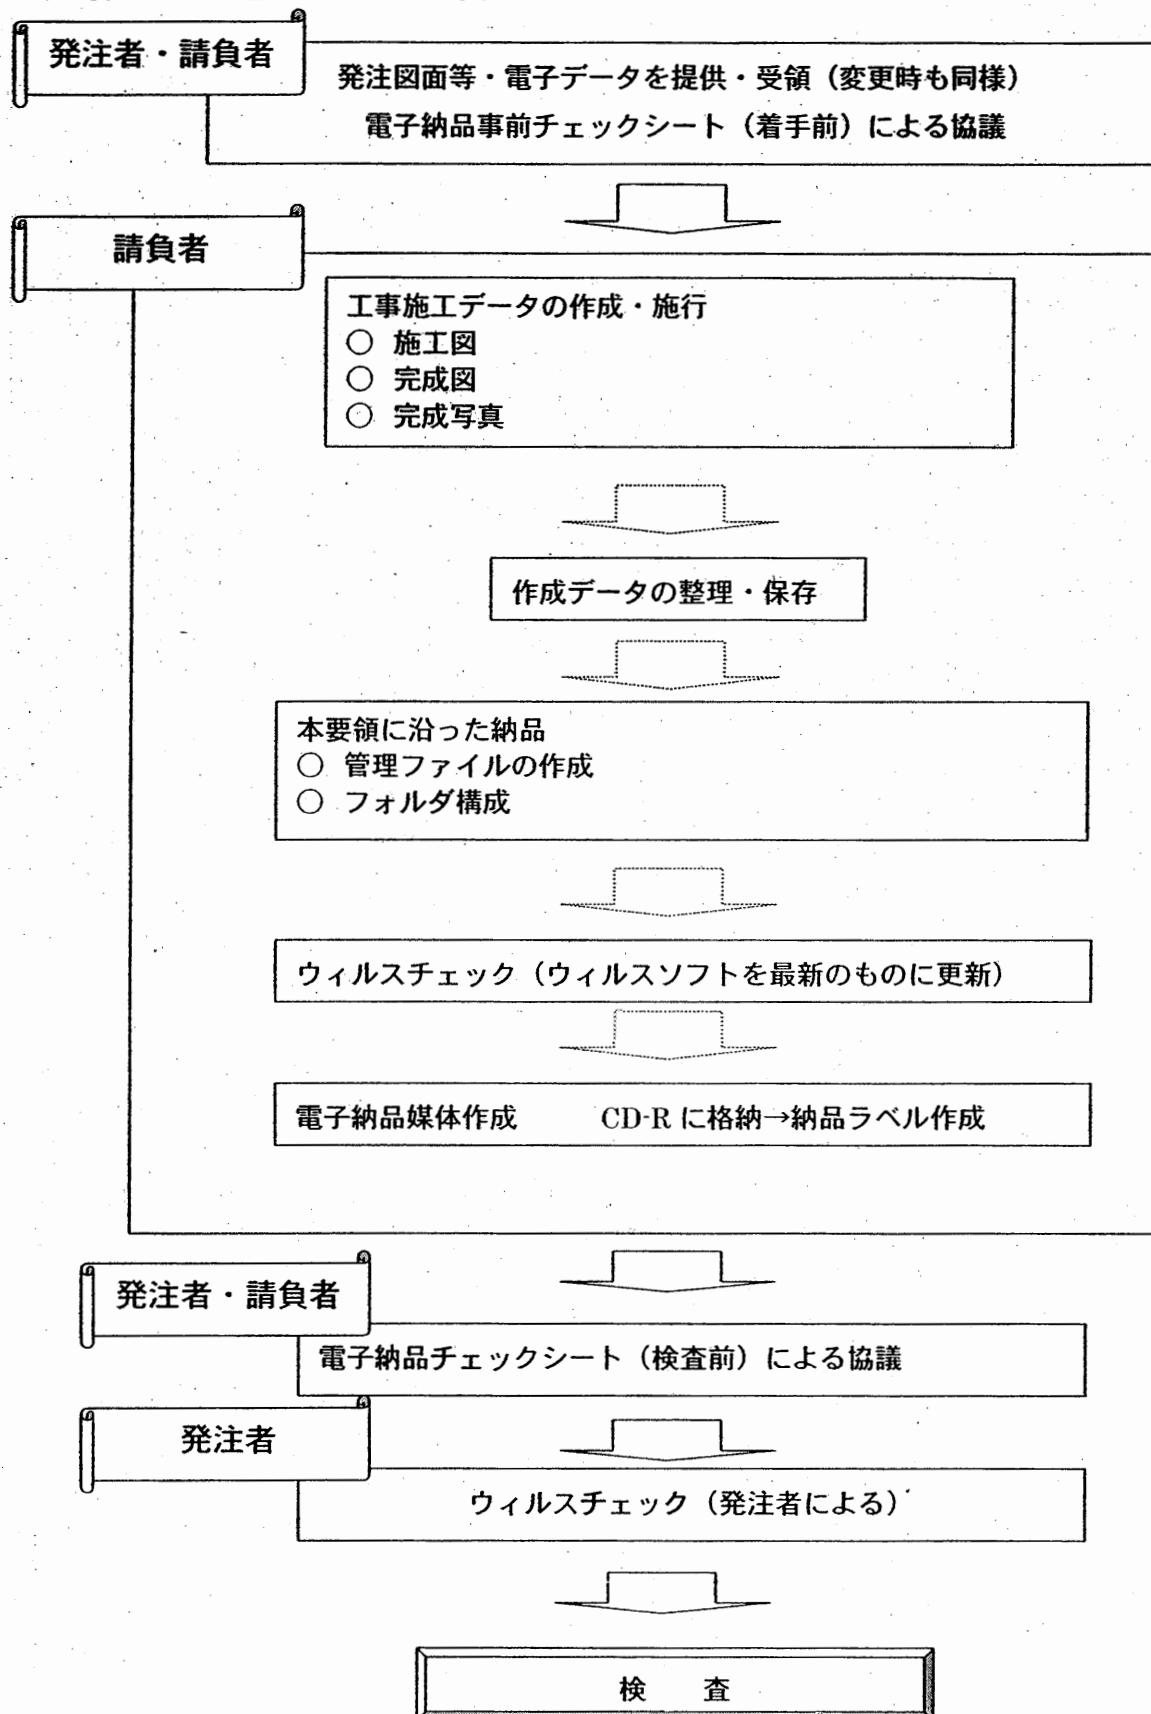 発注者・請負者
発注図面等・電子データを提供・受領（変更時も同様）
電子納品事前チェックシート（着手前）による協議
請負者
工事施工データの作成・施行
○ 施工図
○ 完成図
○ 完成写真
作成データの整理・保存
本要領に沿った納品
○ 管理ファイルの作成
○ フォルダ構成
ウィルスチェック（ウィルスソフトを最新のものに更新）
電子納品媒体作成　　CD-R に格納→納品ラベル作成
発注者・請負者
電子納品チェックシート（検査前）による協議
発注者
ウィルスチェック（発注者による）
検　査